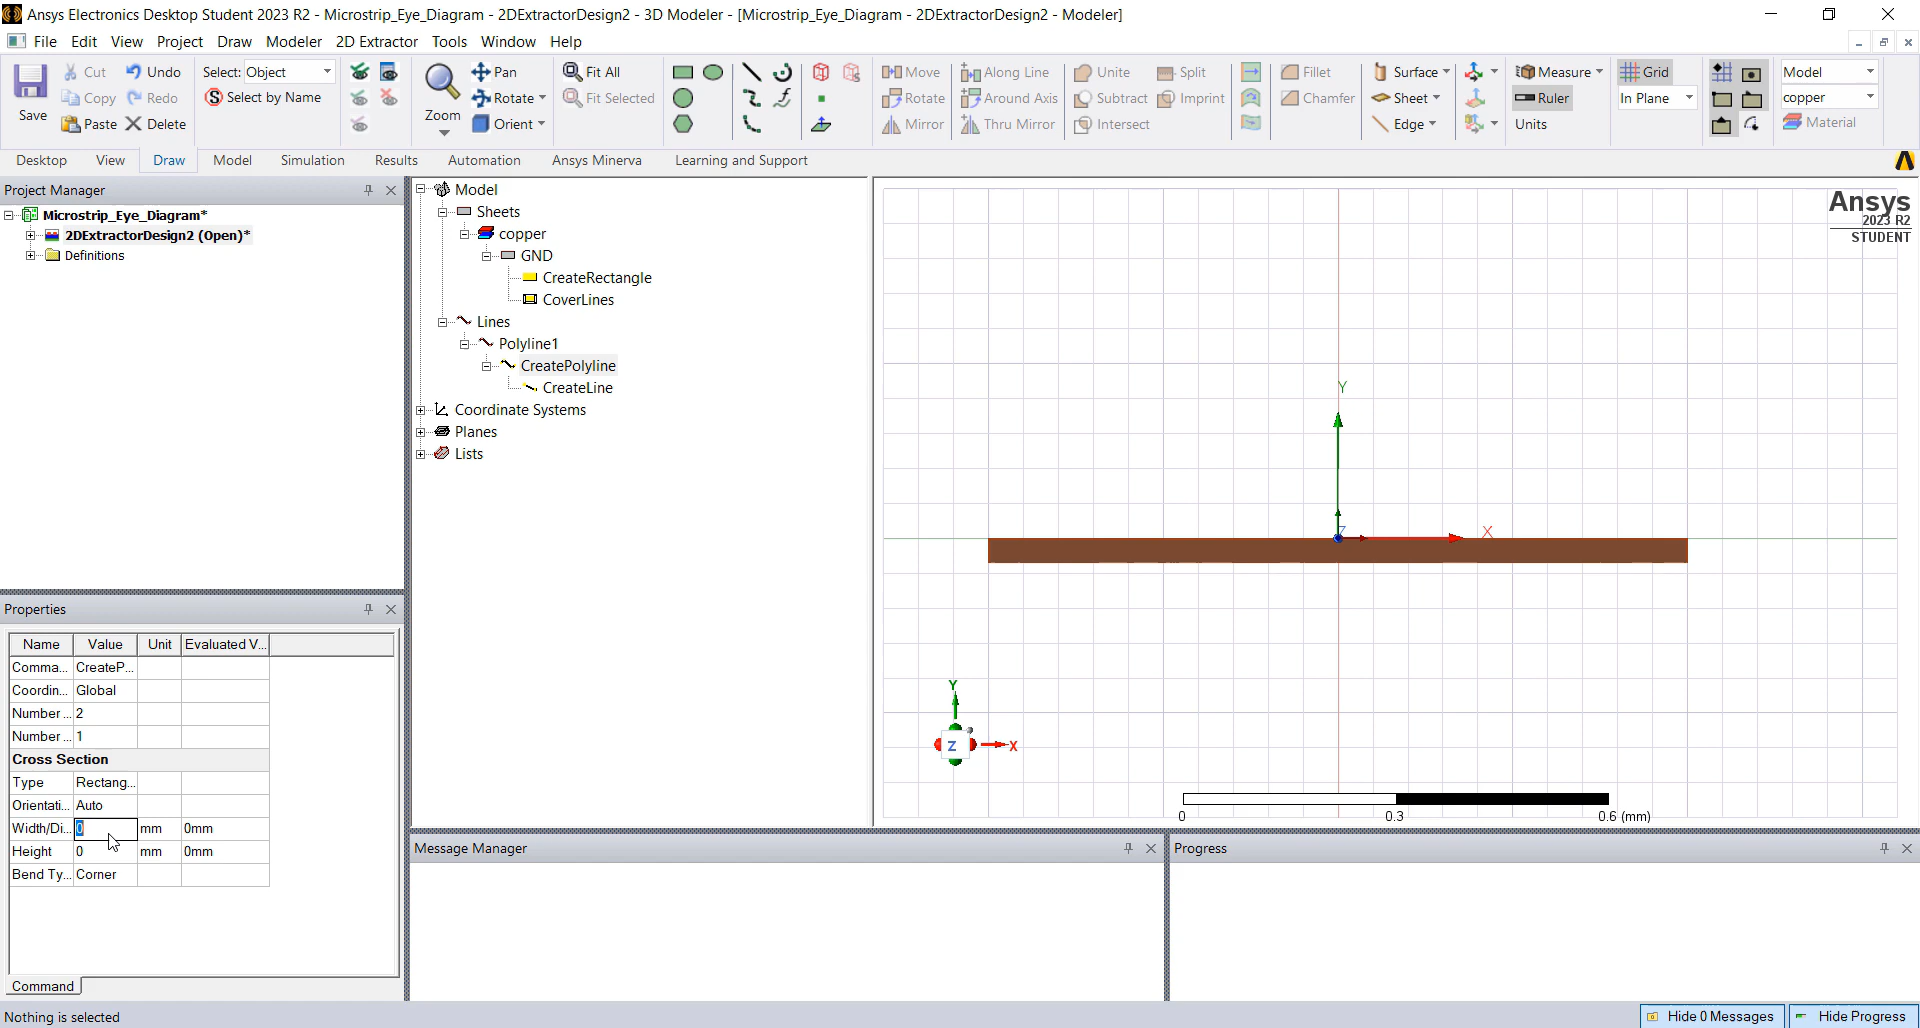 Ansys Electronics Desktop Student 2023 R2 - Microstrip_Eye_Diagram - 2DExtractorDesign2 - 3D Modeler - [Microstrip_Eye_Diagram - 2DExtractorDesign2 - Modeler]
File Edit View Project Draw Modeler 2D Extractor Tools Window Help
Save Cut Copy Paste Undo Redo Delete
Select: Object
Select by Name
Zoom Pan Rotate Orient
Fit All Fit Selected
Move Rotate Mirror
Along Line Around Axis Thru Mirror
Unite Subtract Intersect Split Imprint
Fillet Chamfer
Surface Sheet Edge
Measure Ruler Units
Grid In Plane
Model copper Material
Desktop View Draw Model Simulation Results Automation Ansys Minerva Learning and Support
Project Manager
Microstrip_Eye_Diagram*
2DExtractorDesign2 (Open)*
Definitions
Model
Sheets
copper
GND
CreateRectangle
CoverLines
Lines
Polyline1
CreatePolyline
CreateLine
Coordinate Systems
Planes
Lists
Ansys
2023 R2
STUDENT
Y
Z X
Y
Z X
0 0.3 0.6 (mm)
Properties
Name Value Unit Evaluated V...
Comma... CreateP...
Coordin... Global
Number ... 2
Number ... 1
Cross Section
Type Rectang...
Orientati... Auto
Width/Di... 0 mm 0mm
Height 0 mm 0mm
Bend Ty... Corner
Command
Message Manager
Progress
Nothing is selected
Hide 0 Messages
Hide Progress